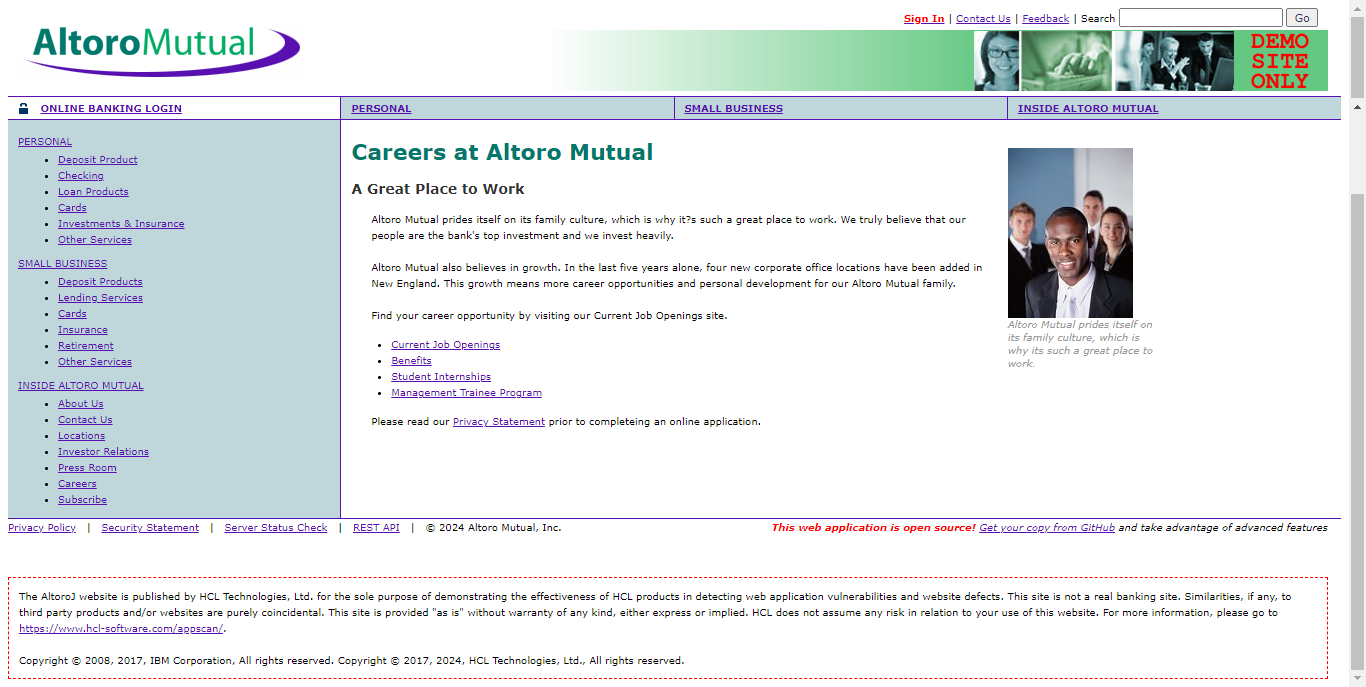 AltoroMutual
Sign In | Contact Us | Feedback | Search Go
DEMO
SITE
ONLY
ONLINE BANKING LOGIN
PERSONAL
SMALL BUSINESS
INSIDE ALTORO MUTUAL
PERSONAL
Deposit Product
Checking
Loan Products
Cards
Investments & Insurance
Other Services
SMALL BUSINESS
Deposit Products
Lending Services
Cards
Insurance
Retirement
Other Services
INSIDE ALTORO MUTUAL
About Us
Contact Us
Locations
Investor Relations
Press Room
Careers
Subscribe
Careers at Altoro Mutual
A Great Place to Work
Altoro Mutual prides itself on its family culture, which is why it?s such a great place to work. We truly believe that our
people are the bank's top investment and we invest heavily.
Altoro Mutual also believes in growth. In the last five years alone, four new corporate office locations have been added in
New England. This growth means more career opportunities and personal development for our Altoro Mutual family.
Find your career opportunity by visiting our Current Job Openings site.
Current Job Openings
Benefits
Student Internships
Management Trainee Program
Please read our Privacy Statement prior to completeing an online application.
Altoro Mutual prides itself on
its family culture, which is
why its such a great place to
work.
Privacy Policy | Security Statement | Server Status Check | REST API | © 2024 Altoro Mutual, Inc.
This web application is open source! Get your copy from GitHub and take advantage of advanced features
The AltoroJ website is published by HCL Technologies, Ltd. for the sole purpose of demonstrating the effectiveness of HCL products in detecting web application vulnerabilities and website defects. This site is not a real banking site. Similarities, if any, to
third party products and/or websites are purely coincidental. This site is provided "as is" without warranty of any kind, either express or implied. HCL does not assume any risk in relation to your use of this website. For more information, please go to
https://www.hcl-software.com/appscan/.
Copyright © 2008, 2017, IBM Corporation, All rights reserved. Copyright © 2017, 2024, HCL Technologies, Ltd., All rights reserved.